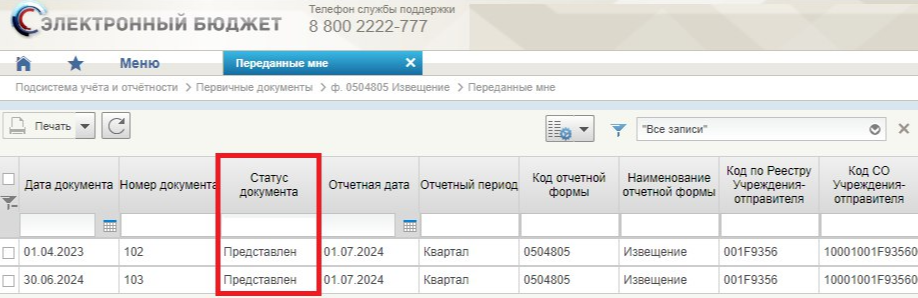 ЭЛЕКТРОННЫЙ БЮДЖЕТ
Телефон службы поддержки
8 800 2222-777
Меню
Переданные мне
Подсистема учёта и отчётности > Первичные документы > ф. 0504805 Извещение > Переданные мне
Печать
"Все записи"
Дата документа
Номер документа
Статус
документа
Отчетная дата
Отчетный период
Код отчетной
формы
Наименование
отчетной формы
Код по Реестру
Учреждения-
отправителя
Код СО
Учреждения-
отправителя
01.04.2023 102 Представлен 01.07.2024 Квартал 0504805 Извещение 001F9356 10001001F93560
30.06.2024 103 Представлен 01.07.2024 Квартал 0504805 Извещение 001F9356 10001001F93560